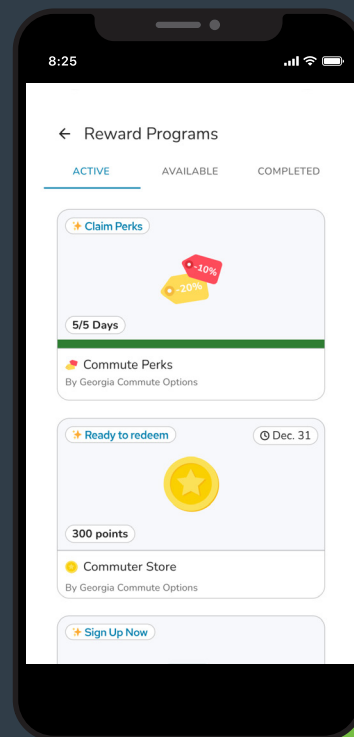 8:25
Reward Programs
ACTIVE AVAILABLE COMPLETED
Claim Perks
-10%
-20%
5/5 Days
Commute Perks
By Georgia Commute Options
Ready to redeem Dec. 31
300 points
Commuter Store
By Georgia Commute Options
Sign Up Now